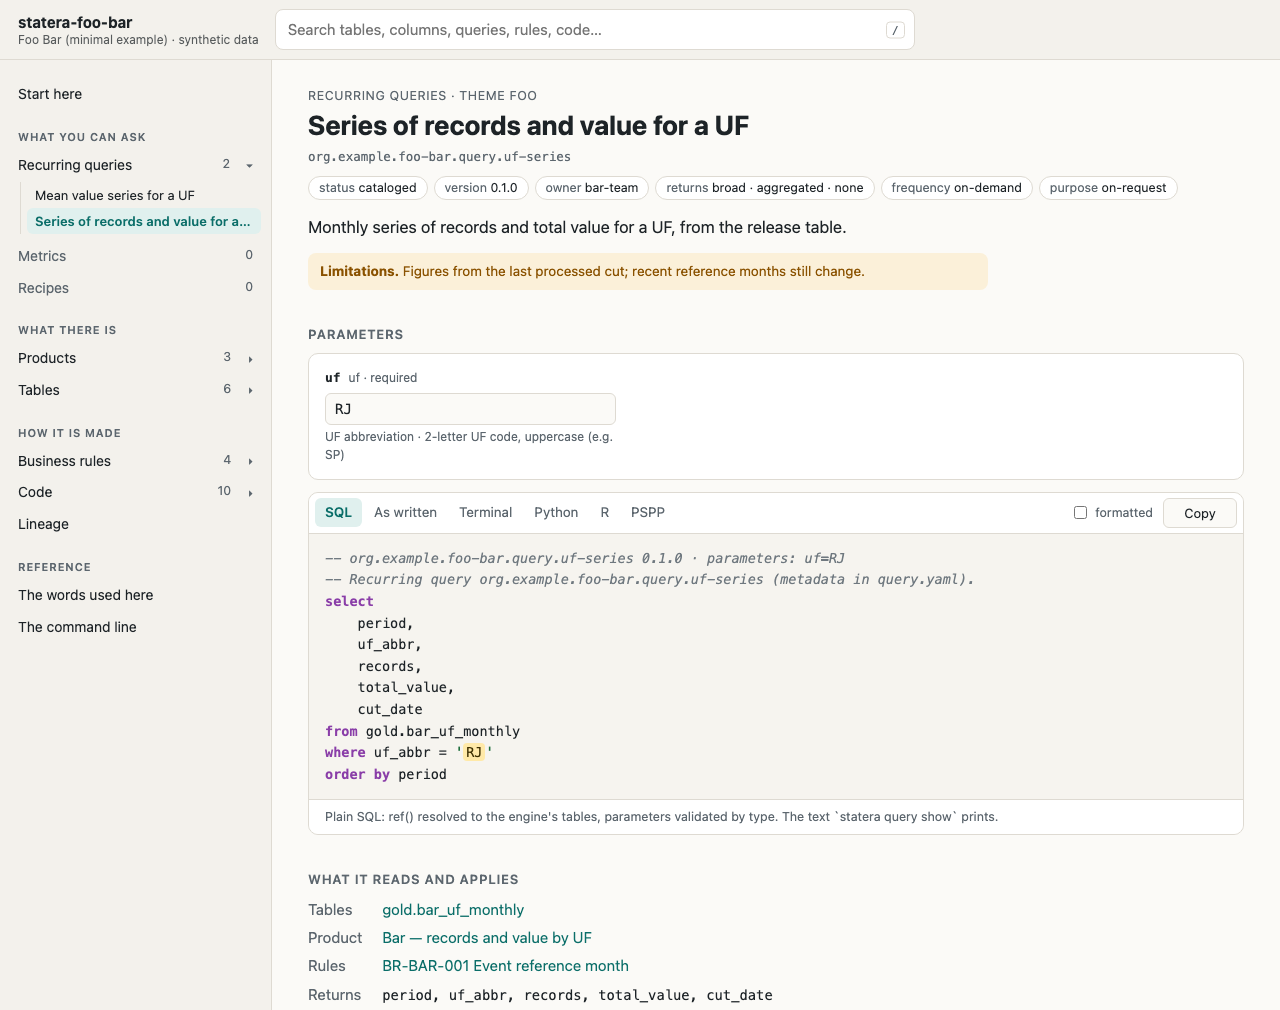 statera-foo-bar
Foo Bar (minimal example) · synthetic data
Search tables, columns, queries, rules, code...
/
Start here
WHAT YOU CAN ASK
Recurring queries 2
Mean value series for a UF
Series of records and value for a...
Metrics 0
Recipes 0
WHAT THERE IS
Products 3
Tables 6
HOW IT IS MADE
Business rules 4
Code 10
Lineage
REFERENCE
The words used here
The command line
RECURRING QUERIES · THEME FOO
Series of records and value for a UF
org.example.foo-bar.query.uf-series
status cataloged version 0.1.0 owner bar-team returns broad · aggregated · none frequency on-demand purpose on-request
Monthly series of records and total value for a UF, from the release table.
Limitations. Figures from the last processed cut; recent reference months still change.
PARAMETERS
uf uf · required
RJ
UF abbreviation · 2-letter UF code, uppercase (e.g.
SP)
SQL As written Terminal Python R PSPP formatted Copy
-- org.example.foo-bar.query.uf-series 0.1.0 · parameters: uf=RJ
-- Recurring query org.example.foo-bar.query.uf-series (metadata in query.yaml).
select
    period,
    uf_abbr,
    records,
    total_value,
    cut_date
from gold.bar_uf_monthly
where uf_abbr = 'RJ'
order by period
Plain SQL: ref() resolved to the engine's tables, parameters validated by type. The text `statera query show` prints.
WHAT IT READS AND APPLIES
Tables gold.bar_uf_monthly
Product Bar — records and value by UF
Rules BR-BAR-001 Event reference month
Returns period, uf_abbr, records, total_value, cut_date